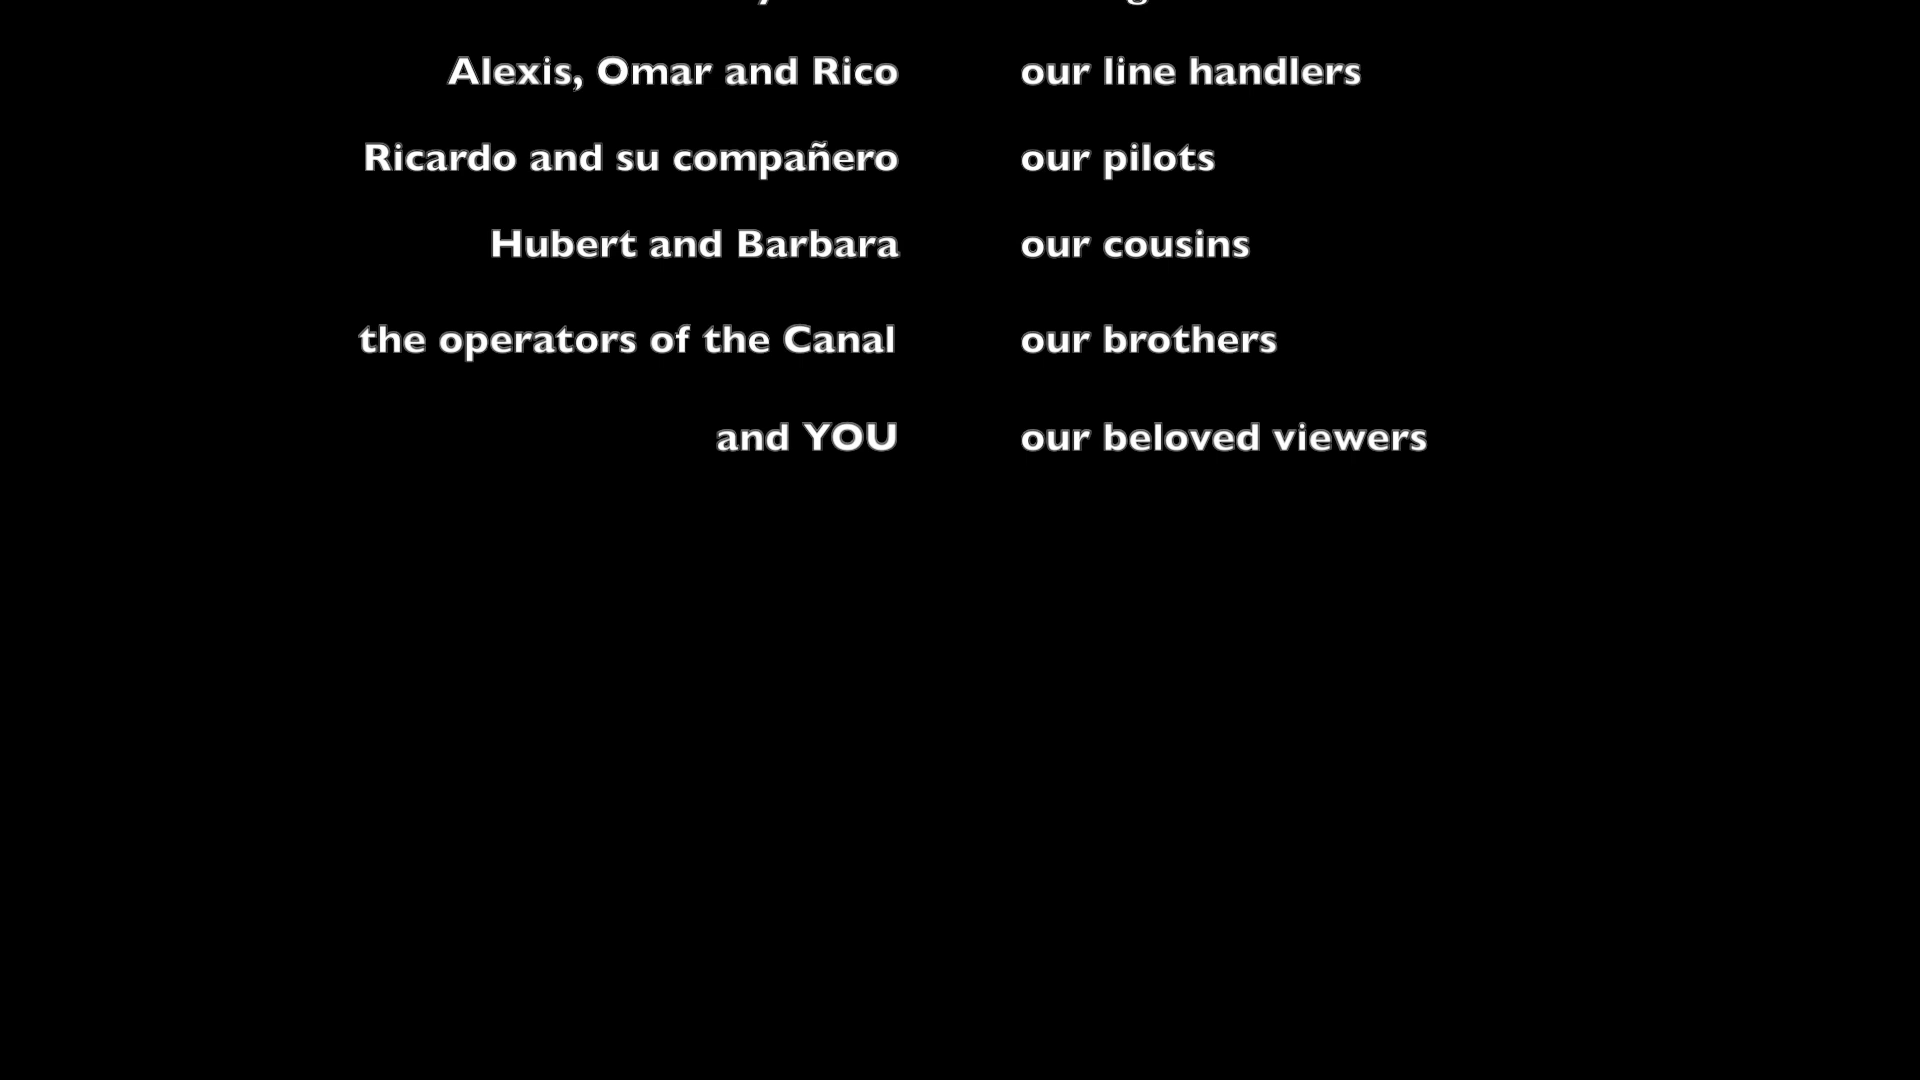 Alexis, Omar and Rico our line handlers
Ricardo and su compañero our pilots
Hubert and Barbara our cousins
the operators of the Canal our brothers
and YOU our beloved viewers